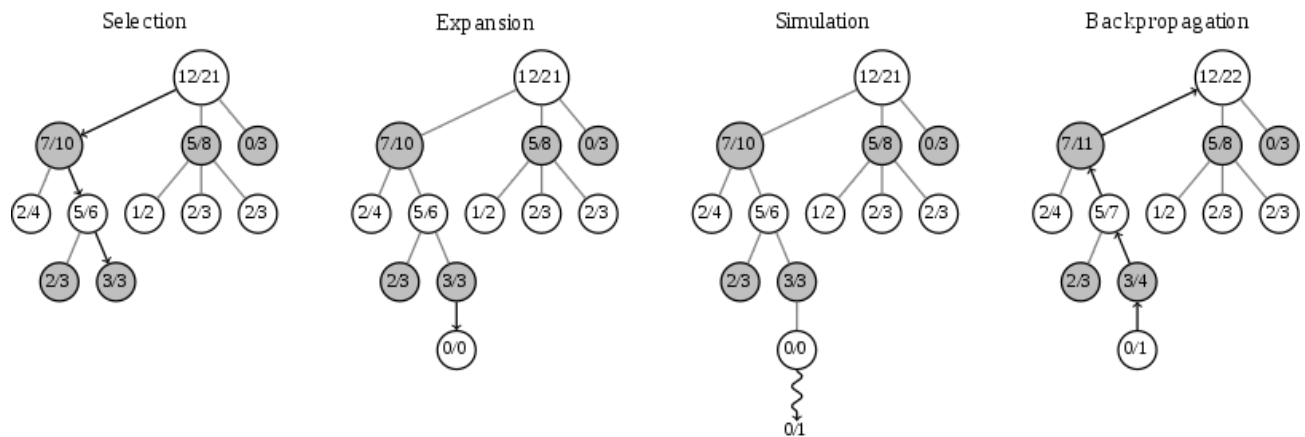 Selection
12/21
7/10 5/8 0/3
2/4 5/6 1/2 2/3 2/3
2/3 3/3
Expansion
12/21
7/10 5/8 0/3
2/4 5/6 1/2 2/3 2/3
2/3 3/3
0/0
Simulation
12/21
7/10 5/8 0/3
2/4 5/6 1/2 2/3 2/3
2/3 3/3
0/0
0/1
Backpropagation
12/22
7/11 5/8 0/3
2/4 5/7 1/2 2/3 2/3
2/3 3/4
0/1